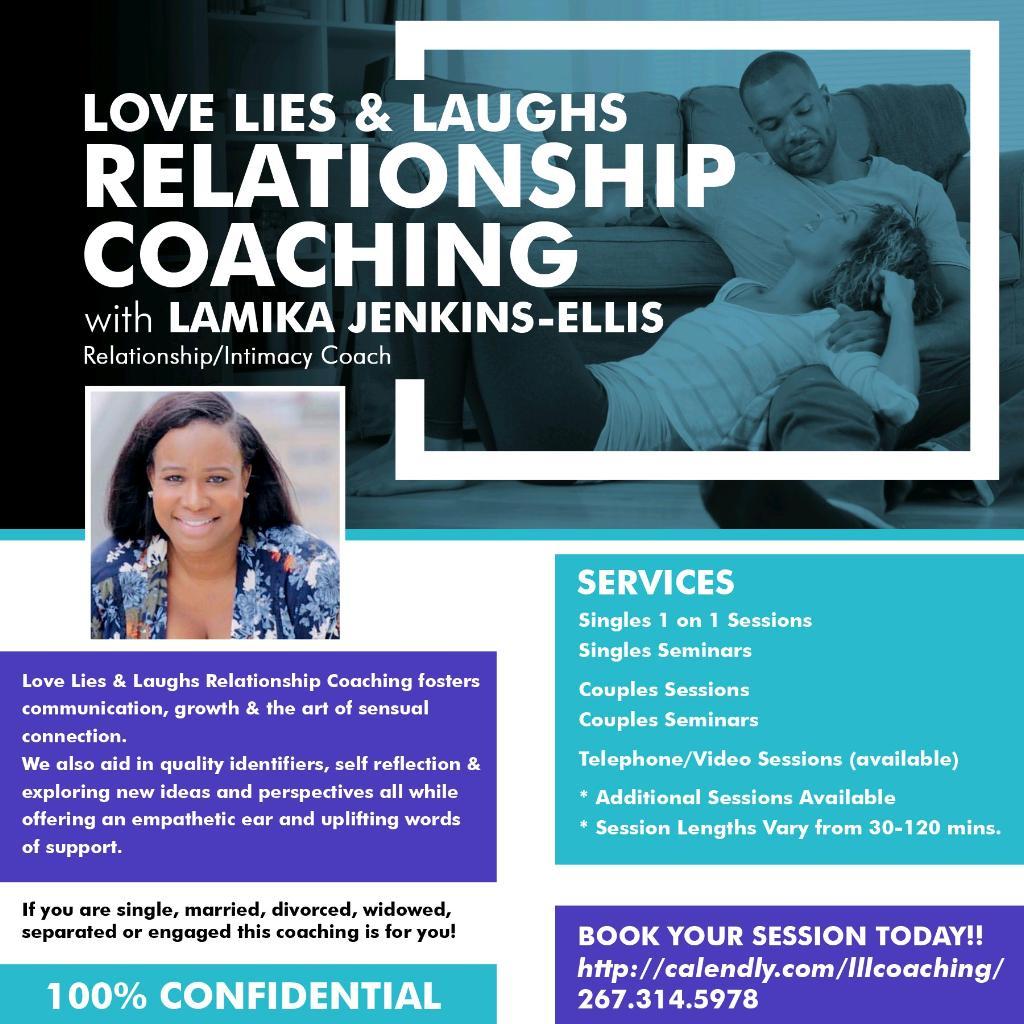 LOVE LIES & LAUGHS
RELATIONSHIP
COACHING
with LAMIKA JENKINS-ELLIS
Relationship/Intimacy Coach
Love Lies & Laughs Relationship Coaching fosters
communication, growth & the art of sensual
connection.
We also aid in quality identifiers, self reflection &
exploring new ideas and perspectives all while
offering an empathetic ear and uplifting words
of support.
If you are single, married, divorced, widowed,
separated or engaged this coaching is for you!
100% CONFIDENTIAL
SERVICES
Singles 1 on 1 Sessions
Singles Seminars
Couples Sessions
Couples Seminars
Telephone/Video Sessions (available)
* Additional Sessions Available
* Session Lengths Vary from 30-120 mins.
BOOK YOUR SESSION TODAY!!
http://calendly.com/lllcoaching/
267.314.5978